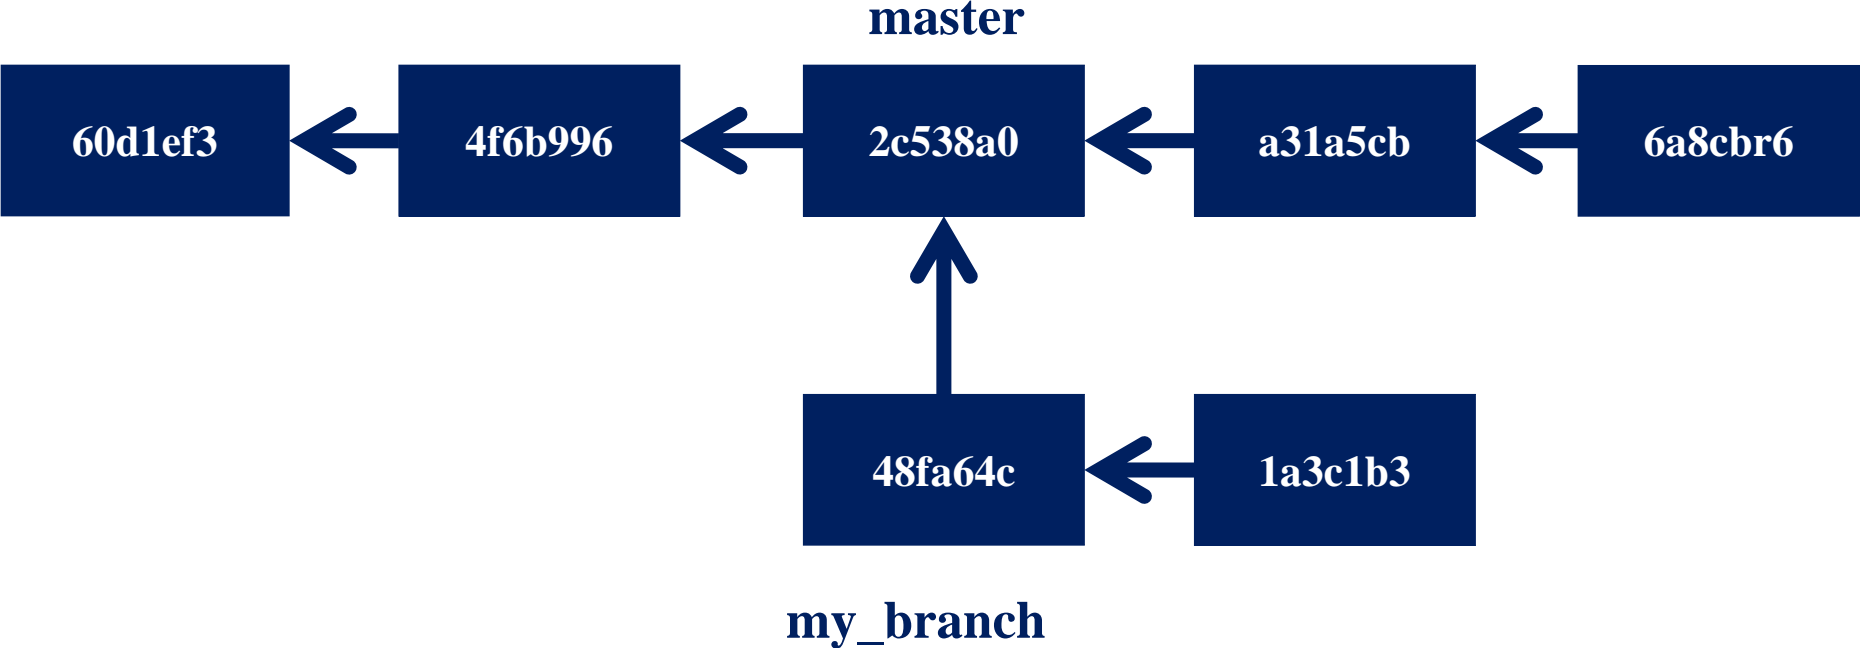 master
60d1ef3 4f6b996 2c538a0 a31a5cb 6a8cbr6
48fa64c 1a3c1b3
my_branch